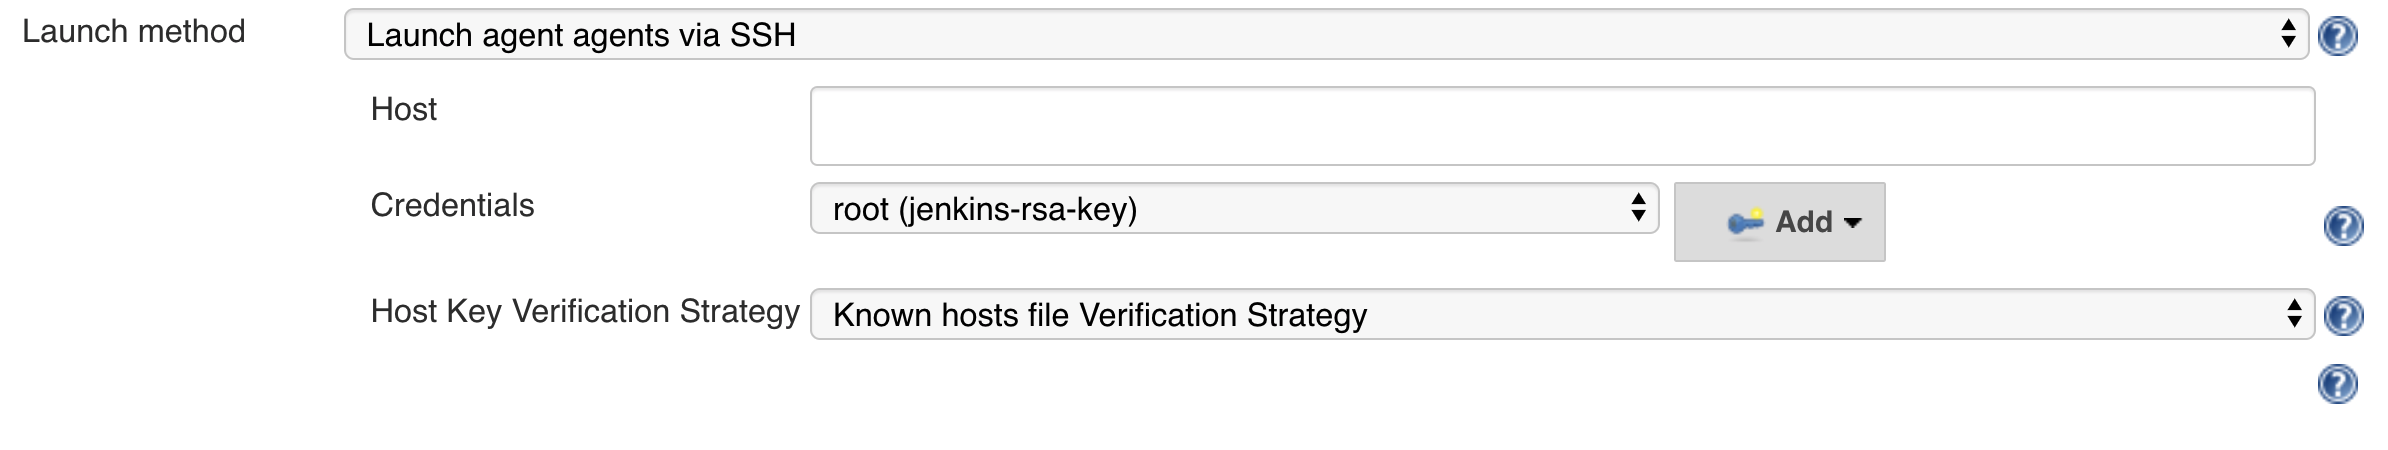 Launch method Launch agent agents via SSH ?
Host
Credentials root (jenkins-rsa-key) Add ?
Host Key Verification Strategy Known hosts file Verification Strategy ?
?